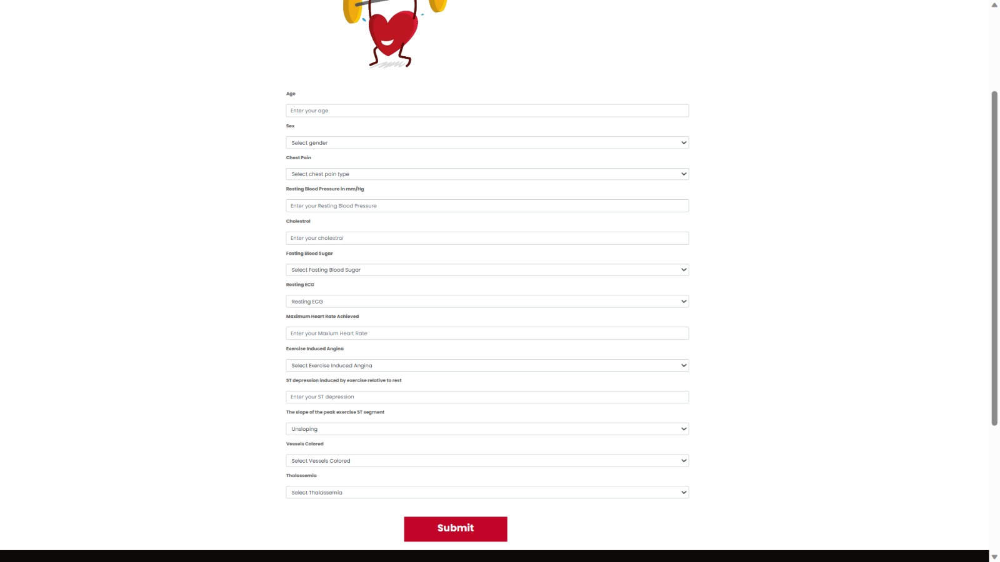 Age
Enter your age
Sex
Select gender
Chest Pain
Select chest pain type
Resting Blood Pressure in mm/Hg
Enter your Resting Blood Pressure
Cholestrol
Enter your cholestrol
Fasting Blood Sugar
Select Fasting Blood Sugar
Resting ECG
Resting ECG
Maximum Heart Rate Achieved
Enter your Maxium Heart Rate
Exercise Induced Angina
Select Exercise Induced Angina
ST depression induced by exercise relative to rest
Enter your ST depression
The slope of the peak exercise ST segment
Unsloping
Vessels Colored
Select Vessels Colored
Thalassemia
Select Thalassemia
Submit